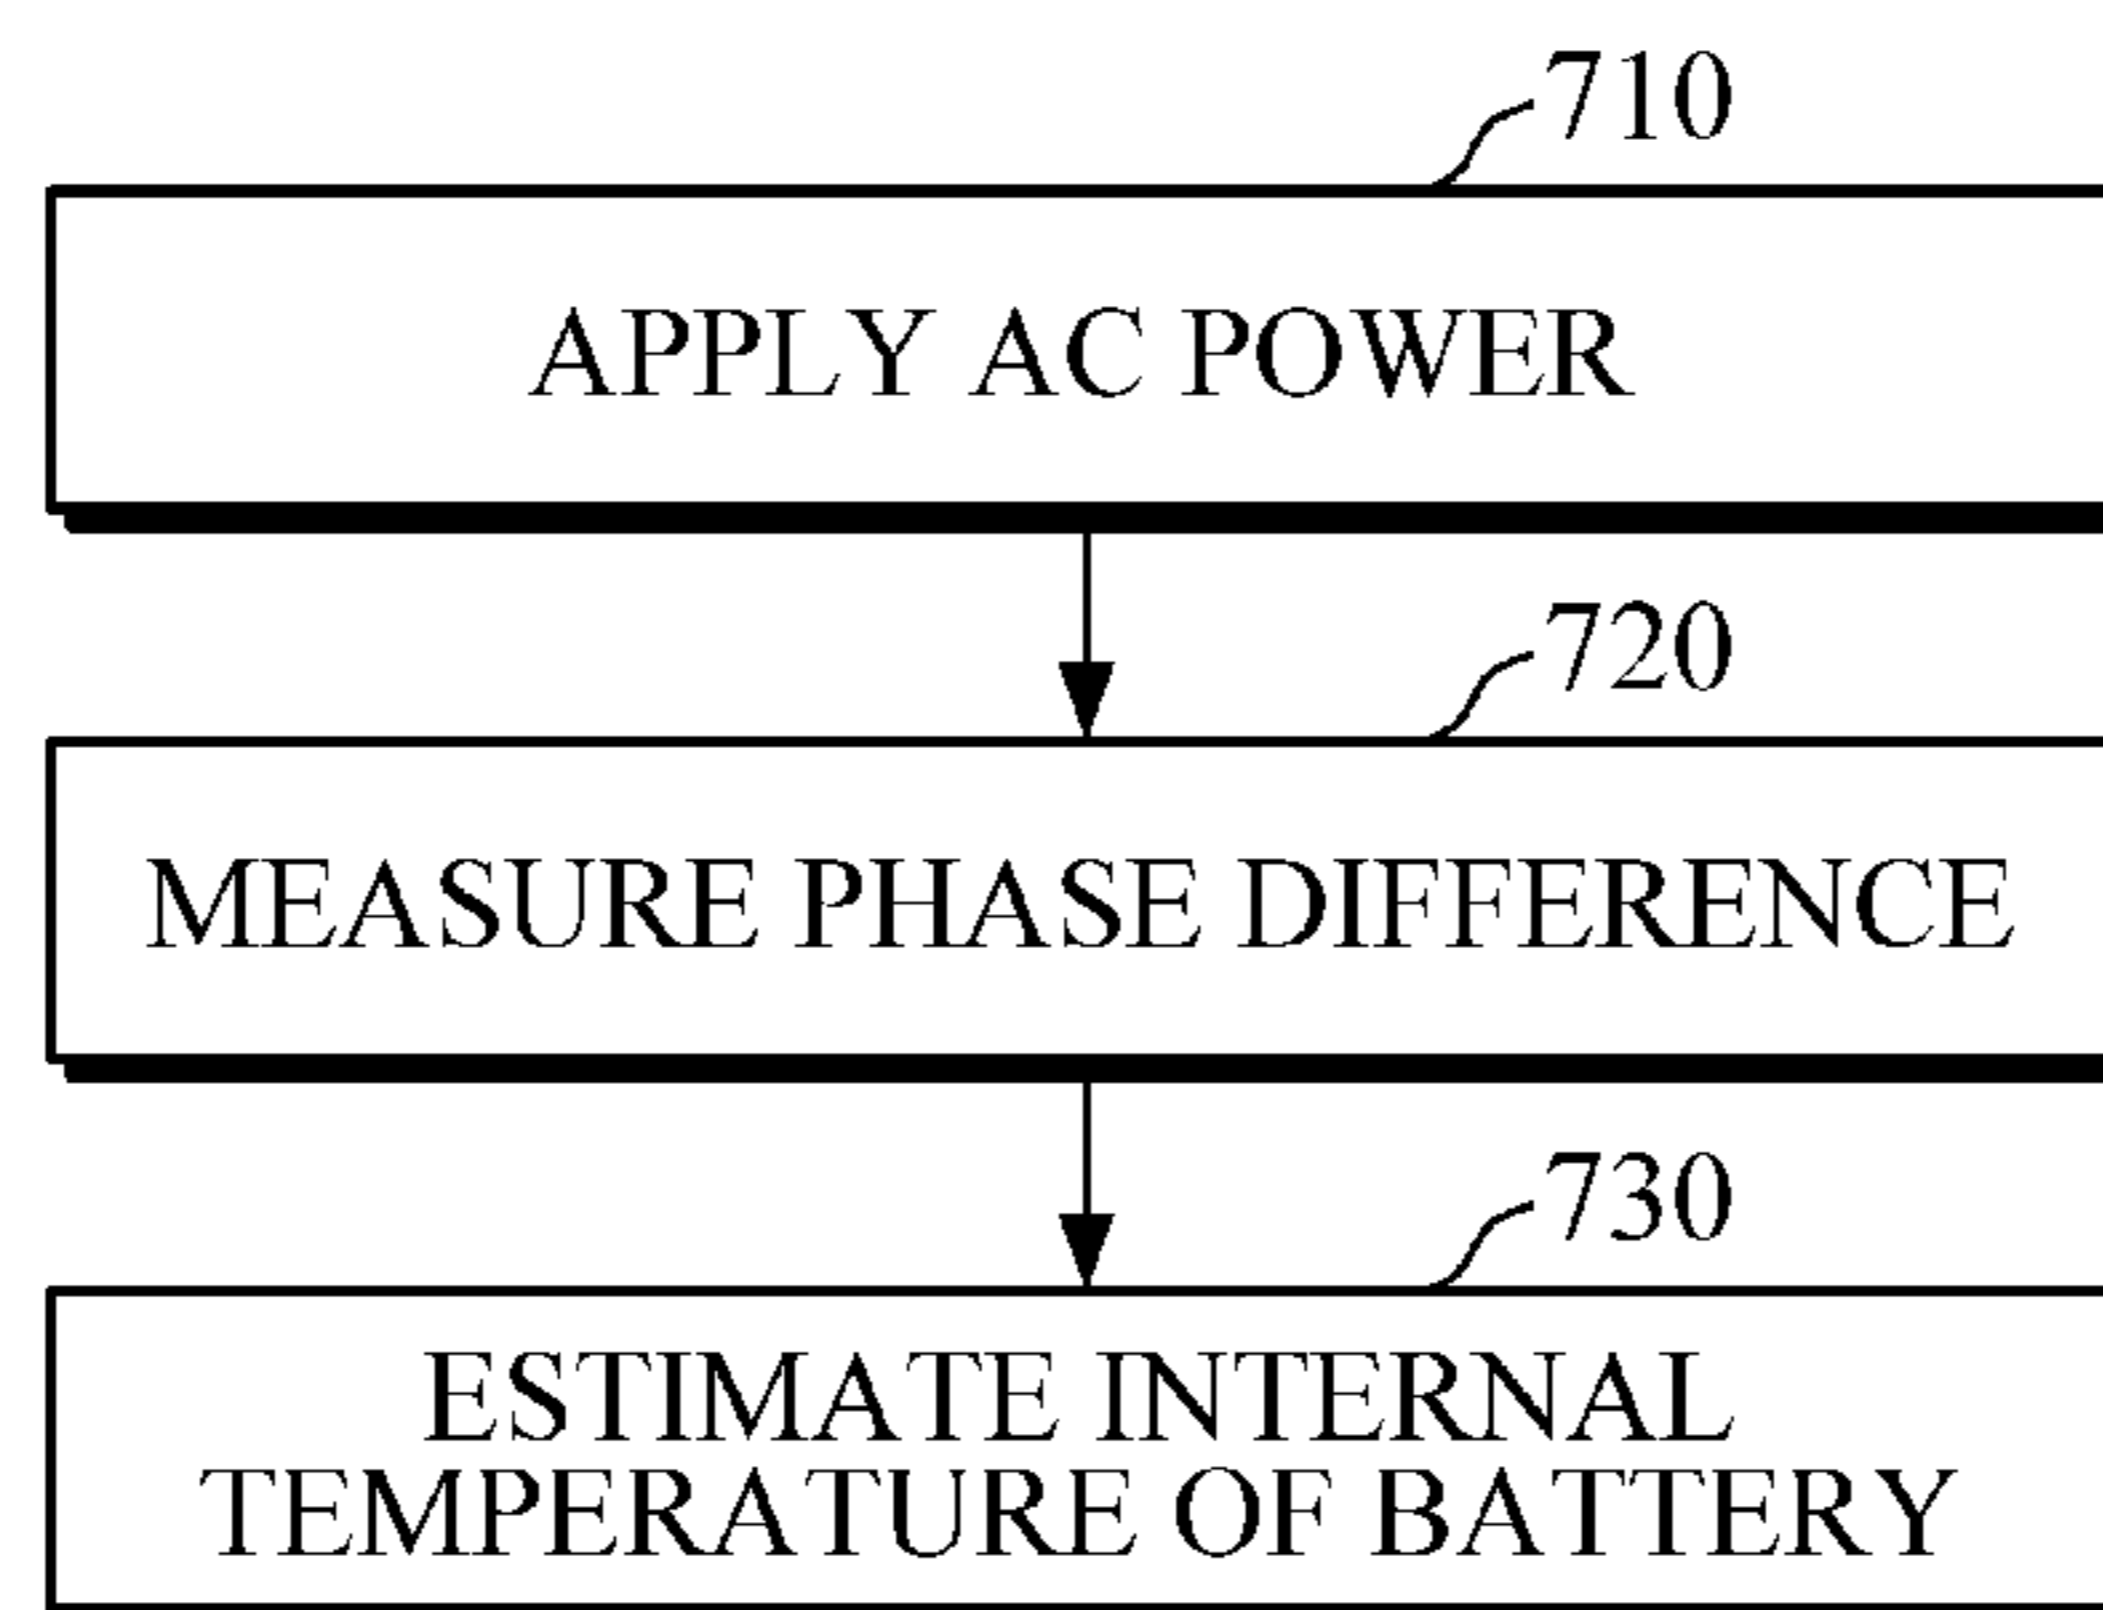 710
APPLY AC POWER
720
MEASURE PHASE DIFFERENCE
730
ESTIMATE INTERNAL
TEMPERATURE OF BATTERY